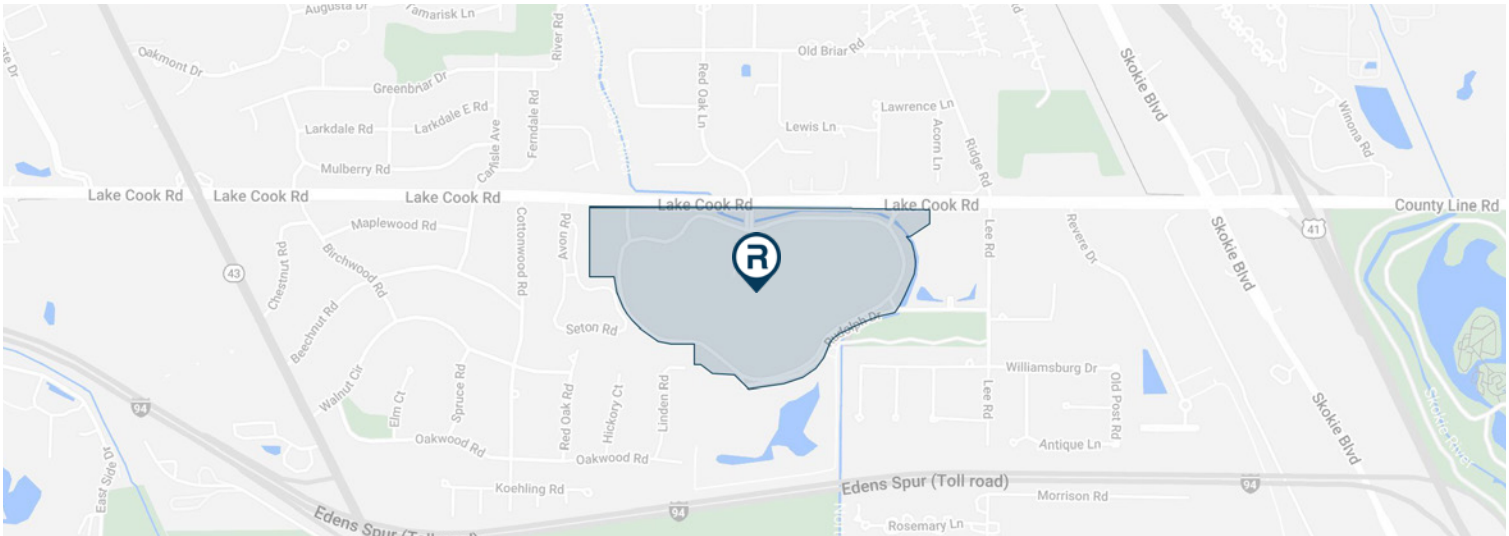 Augusta Dr
Tamarisk Ln
River Rd
Oakmont Dr
Greenbriar Dr
Old Briar Rd
Red Oak Ln
Skokie Blvd
Larkdale Rd
Larkdale E Rd
Carlisle Ave
Ferndale Rd
Lewis Ln
Lawrence Ln
Acorn Ln
Ridge Rd
Winona Rd
Mulberry Rd
Lake Cook Rd
Lake Cook Rd
Lake Cook Rd
Lake Cook Rd
Lake Cook Rd
County Line Rd
Maplewood Rd
Cottonwood Rd
Avon Rd
Lee Rd
Revere Dr
Skokie Blvd
41
Birchwood Rd
Chestnut Rd
43
R
Beechnut Rd
Seton Rd
Rudolph Dr
Walnut Cir
Elm Ct
Spruce Rd
Red Oak Rd
Hickory Ct
Linden Rd
Williamsburg Dr
Lee Rd
Old Post Rd
Skokie Blvd
94
Oakwood Rd
Oakwood Rd
Antique Ln
East Side Dr
Koehling Rd
Edens Spur (Toll road)
94
Morrison Rd
94
Edens Spur (Toll road)
Rosemary Ln